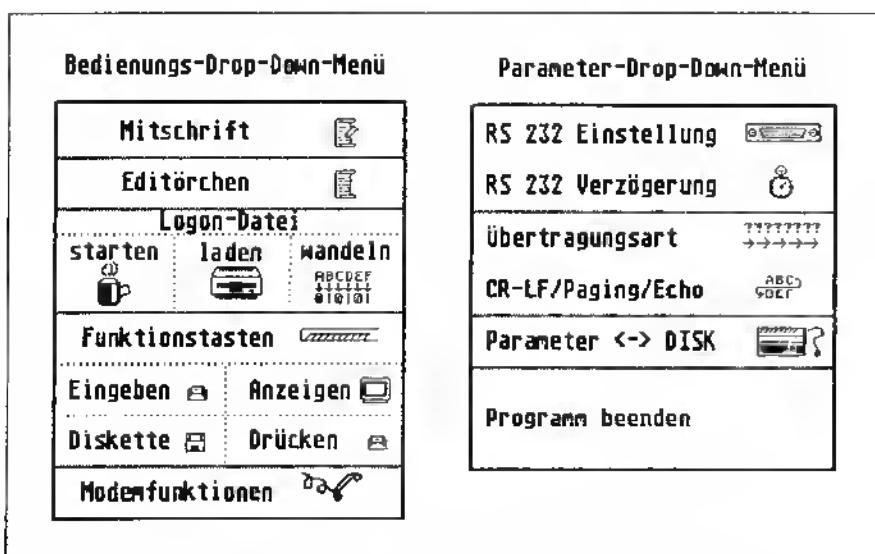 Bedienungs-Drop-Down-Menü
Mitschrift
Editörchen
Logon-Datei
starten laden wandeln
ABCDEF
010101
Funktionstasten
Eingeben Anzeigen
Diskette Drücken
Modemfunktionen
Parameter-Drop-Down-Menü
RS 232 Einstellung
RS 232 Verzögerung
Übertragungsart
????????
CR-LF/Paging/Echo
ABC
DEF
Parameter <-> DISK ?
Programm beenden